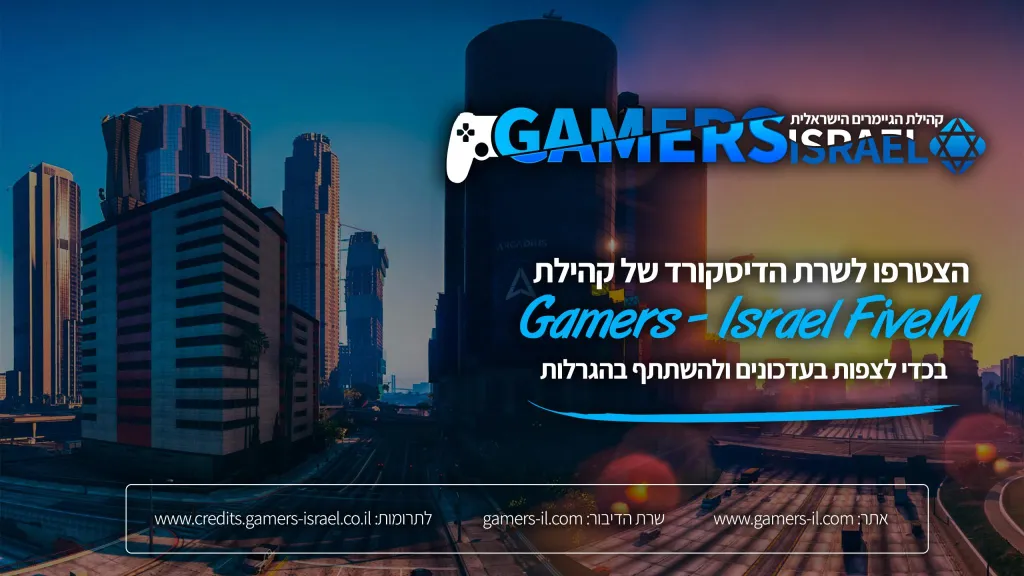 GAMERS
קהילת הגיימרים הישראלית
ISRAEL
הצטרפו לשרת הדיסקורד של קהילת
Gamers - Israel FiveM
בכדי לצפות בעדכונים ולהשתתף בהגרלות
אתר: www.gamers-il.com
שרת הדיבור: gamers-il.com
לתרומות: www.credits.gamers-israel.co.il